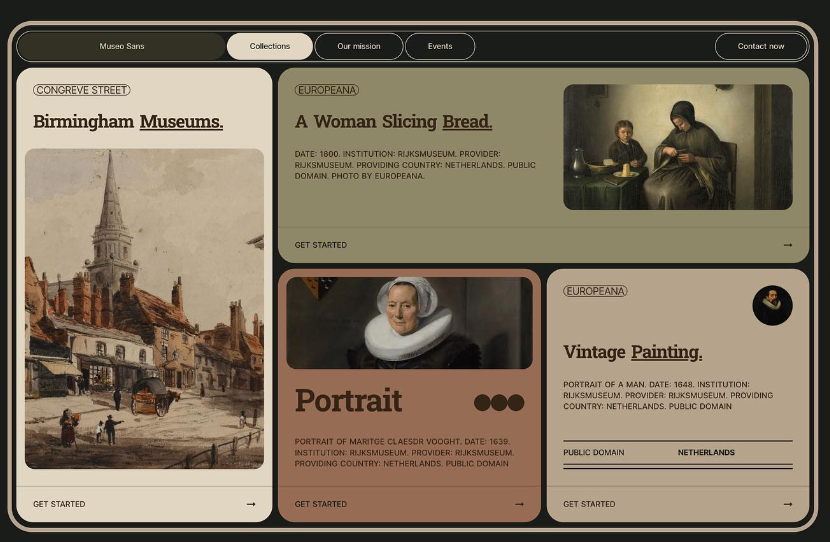 Museo Sans
Collections
Our mission
Events
Contact now
CONGREVE STREET
Birmingham Museums.
GET STARTED →
EUROPEANA
A Woman Slicing Bread.
DATE: 1800. INSTITUTION: RIJKSMUSEUM. PROVIDER:
RIJKSMUSEUM. PROVIDING COUNTRY: NETHERLANDS. PUBLIC
DOMAIN. PHOTO BY EUROPEANA.
GET STARTED →
Portrait
PORTRAIT OF MARITGE CLAESDR VOOGHT. DATE: 1639.
INSTITUTION: RIJKSMUSEUM. PROVIDER: RIJKSMUSEUM.
PROVIDING COUNTRY: NETHERLANDS. PUBLIC DOMAIN
GET STARTED →
EUROPEANA
Vintage Painting.
PORTRAIT OF A MAN. DATE: 1648. INSTITUTION:
RIJKSMUSEUM. PROVIDER: RIJKSMUSEUM. PROVIDING
COUNTRY: NETHERLANDS. PUBLIC DOMAIN
PUBLIC DOMAIN NETHERLANDS
GET STARTED →